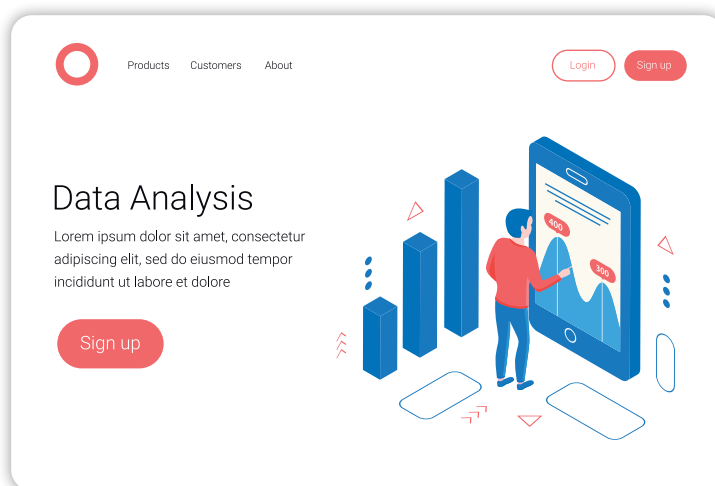 Products Customers About Login Sign up
Data Analysis
Lorem ipsum dolor sit amet, consectetur
adipiscing elit, sed do eiusmod tempor
incididunt ut labore et dolore
Sign up
400
300